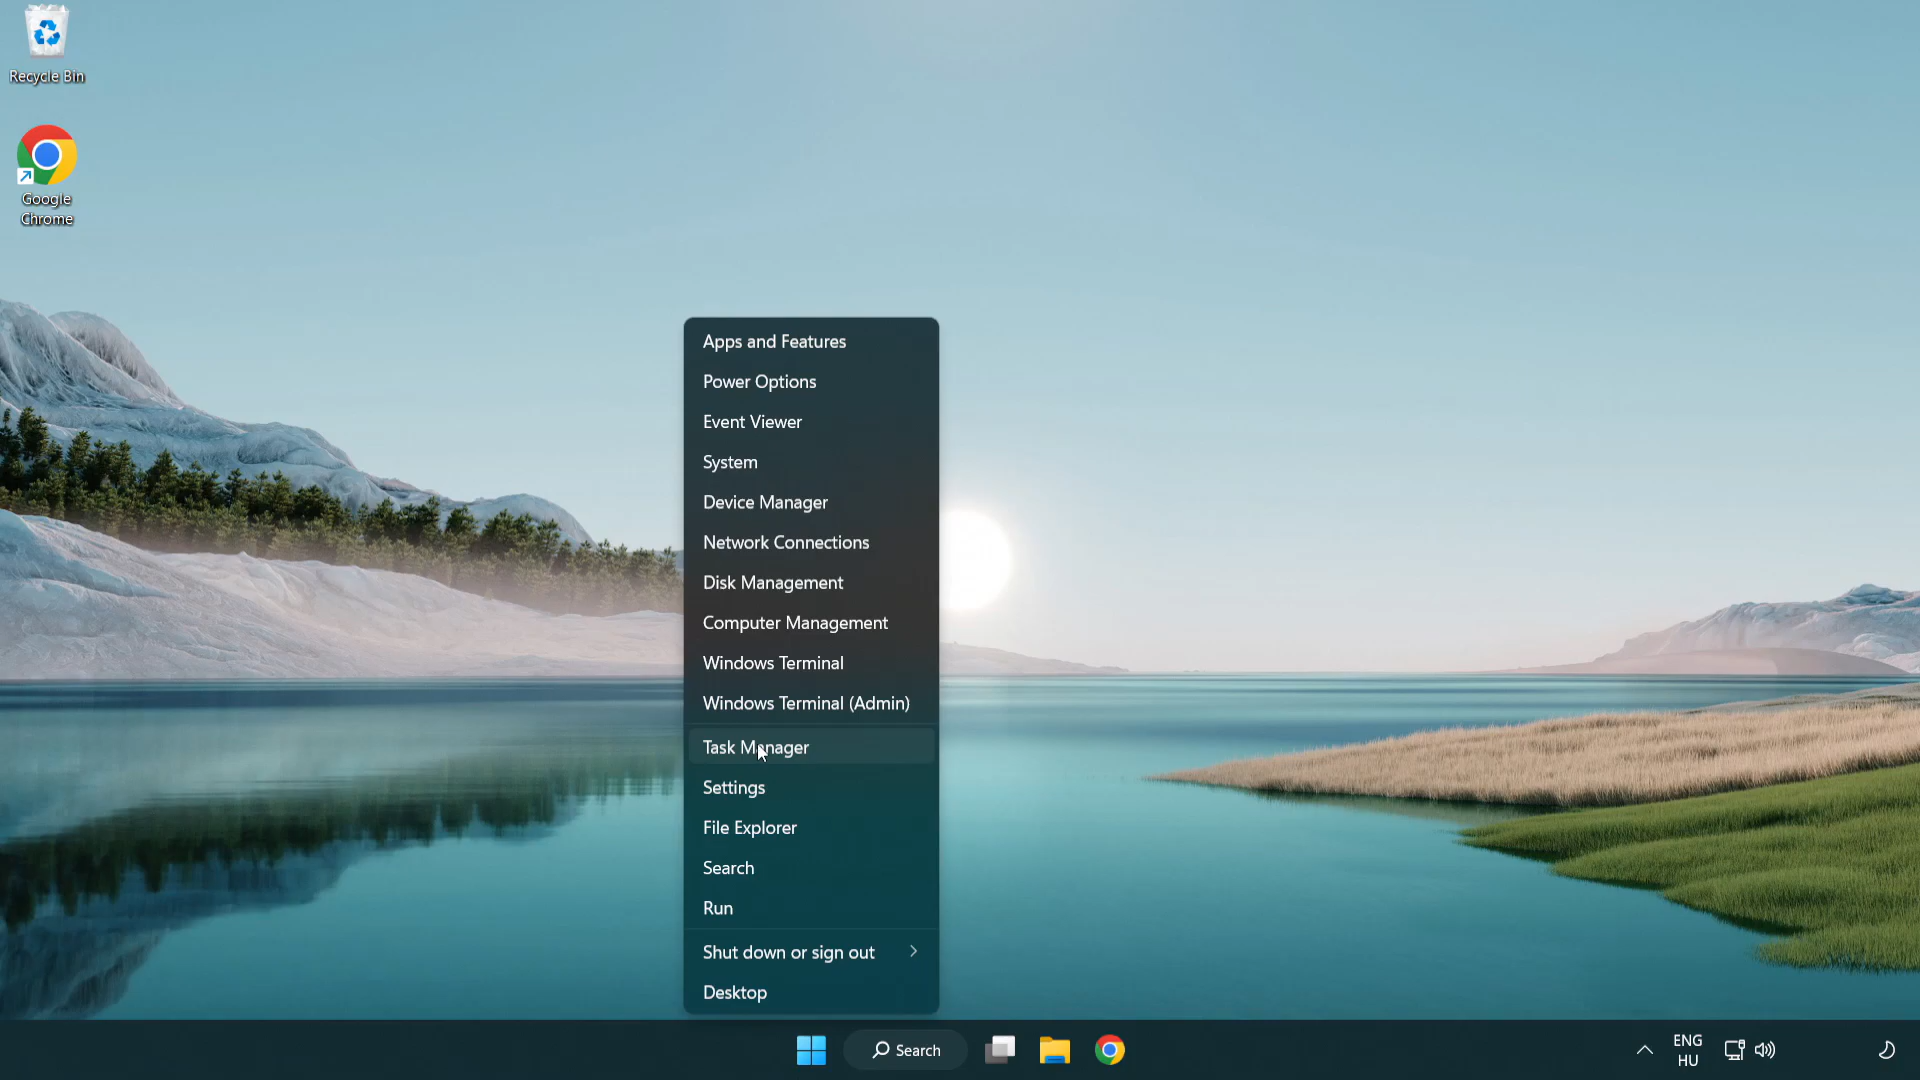 Recycle Bin
Google
Chrome
Apps and Features
Power Options
Event Viewer
System
Device Manager
Network Connections
Disk Management
Computer Management
Windows Terminal
Windows Terminal (Admin)
Task Manager
Settings
File Explorer
Search
Run
Shut down or sign out
Desktop
Search
ENG
HU